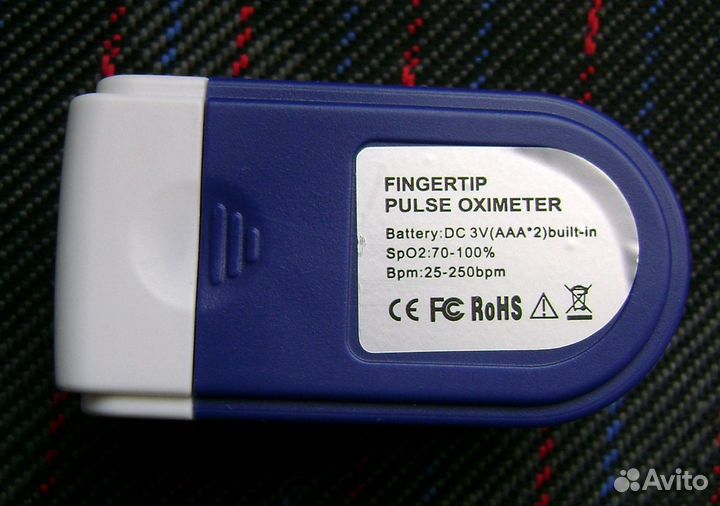 FINGERTIP
PULSE OXIMETER
Battery:DC 3V(AAA*2)built-in
SpO2:70-100%
Bpm:25-250bpm
CE FC RoHS
Avito